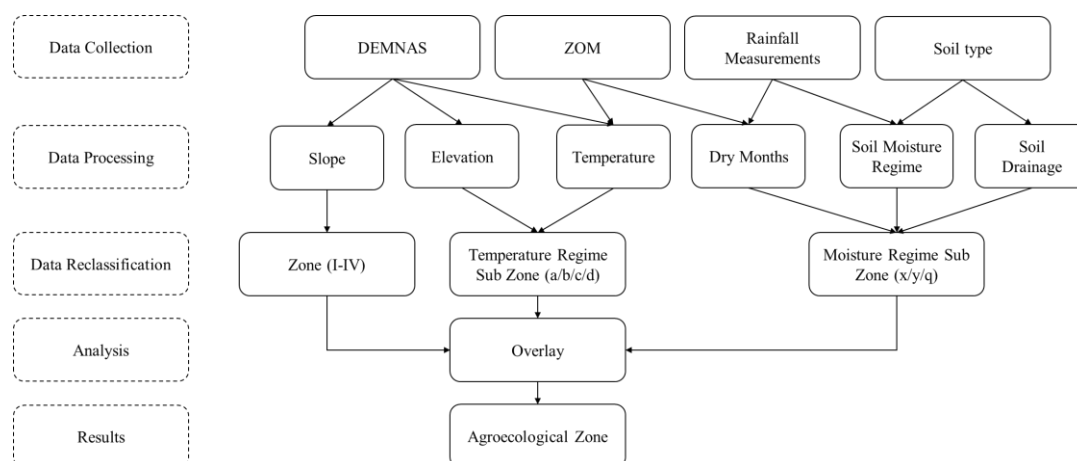 Data Collection
DEMNAS
ZOM
Rainfall
Measurements
Soil type
Data Processing
Slope
Elevation
Temperature
Dry Months
Soil Moisture
Regime
Soil
Drainage
Data Reclassification
Zone (I-IV)
Temperature Regime
Sub Zone (a/b/c/d)
Moisture Regime Sub
Zone (x/y/q)
Analysis
Overlay
Results
Agroecological Zone